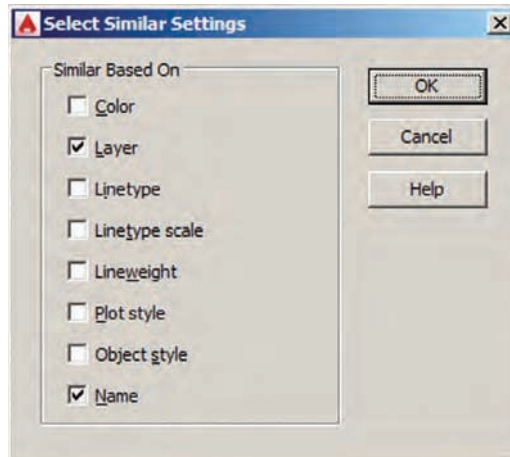 Select Similar Settings
Similar Based On
Color
Layer
Linetype
Linetype scale
Lineweight
Plot style
Object style
Name
OK
Cancel
Help